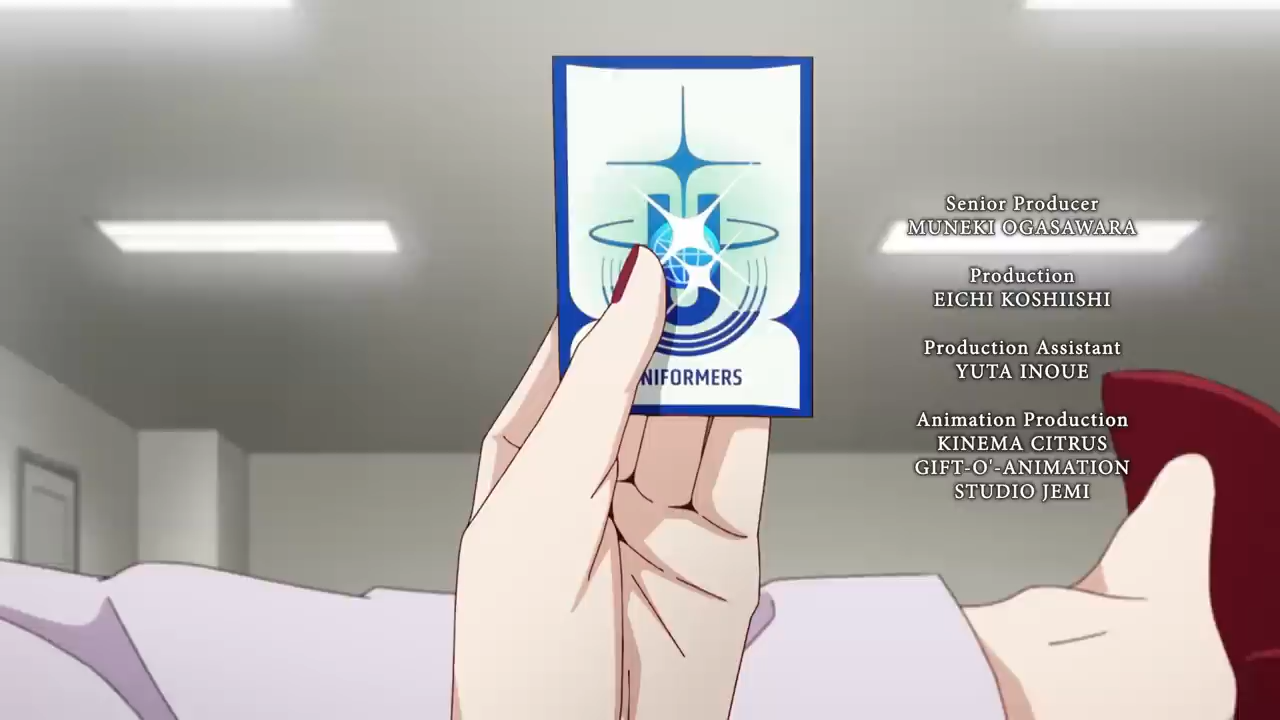 NIFORMERS
Senior Producer
MUNEKI OGASAWARA
Production
EICHI KOSHIISHI
Production Assistant
YUTA INOUE
Animation Production
KINEMA CITRUS
GIFT-O'-ANIMATION
STUDIO JEMI